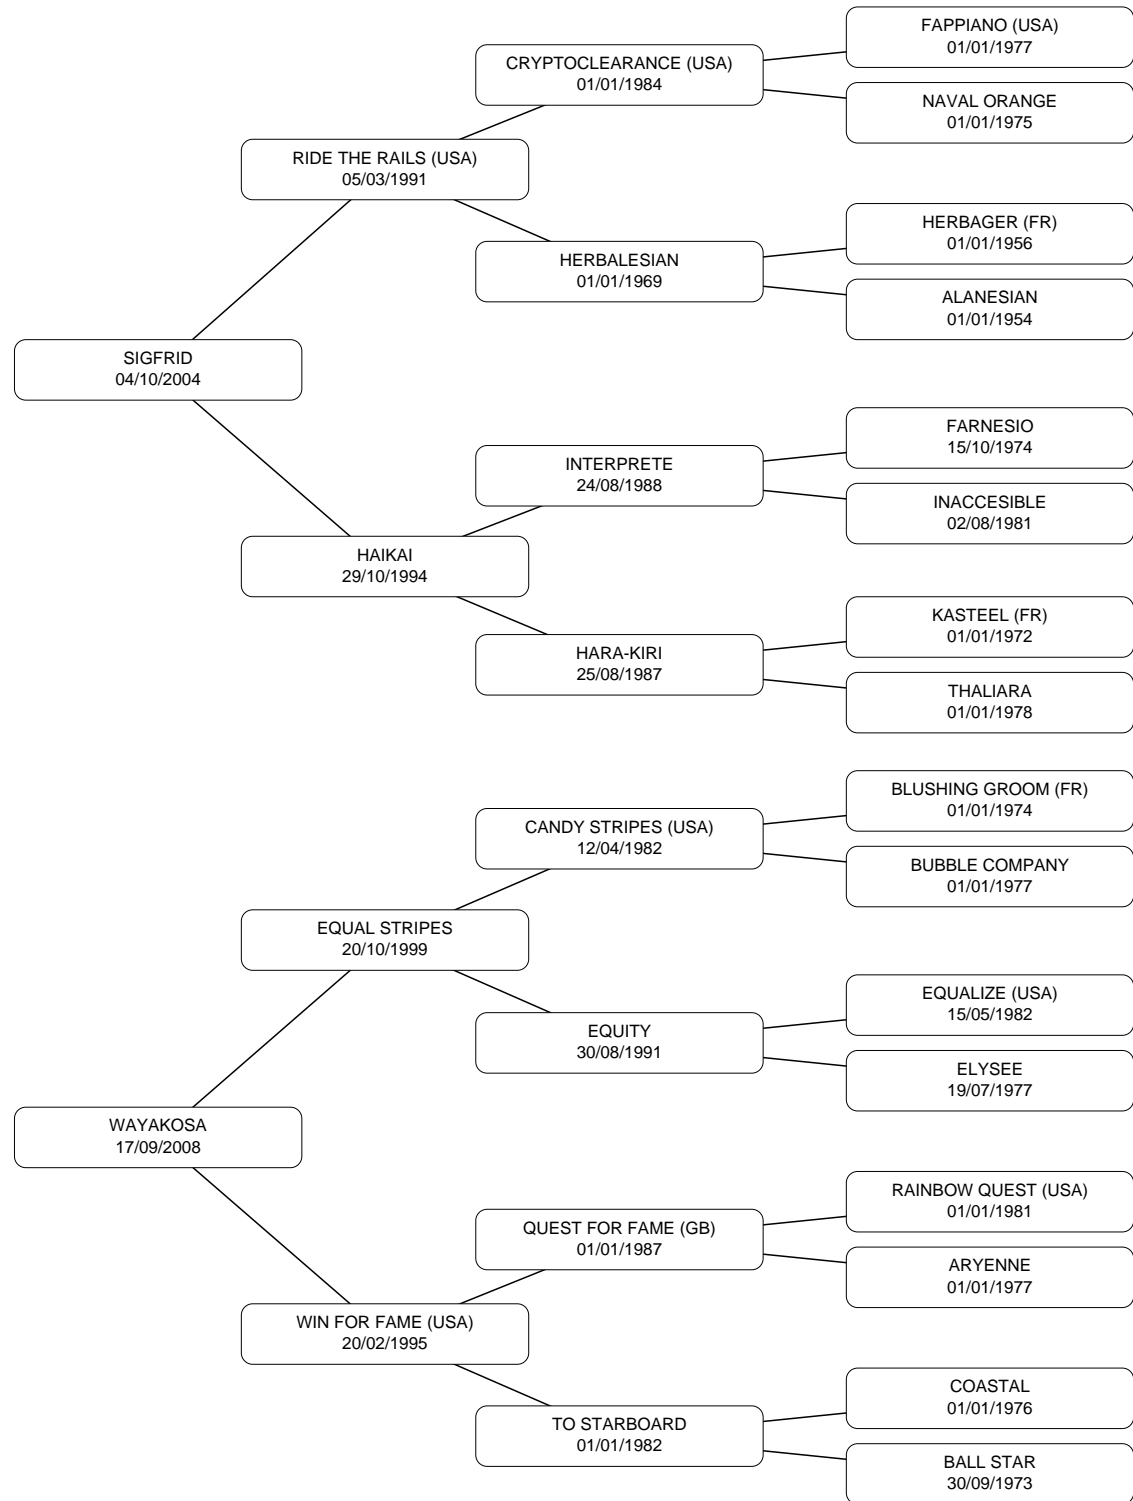 FAPPIANO (USA)
01/01/1977
CRYPTOCLEARANCE (USA)
01/01/1984
NAVAL ORANGE
01/01/1975
RIDE THE RAILS (USA)
05/03/1991
HERBAGER (FR)
01/01/1956
HERBALESIAN
01/01/1969
ALANESIAN
01/01/1954
SIGFRID
04/10/2004
FARNESIO
15/10/1974
INTERPRETE
24/08/1988
INACCESIBLE
02/08/1981
HAIKAI
29/10/1994
KASTEEL (FR)
01/01/1972
HARA-KIRI
25/08/1987
THALIARA
01/01/1978
BLUSHING GROOM (FR)
01/01/1974
CANDY STRIPES (USA)
12/04/1982
BUBBLE COMPANY
01/01/1977
EQUAL STRIPES
20/10/1999
EQUALIZE (USA)
15/05/1982
EQUITY
30/08/1991
ELYSEE
19/07/1977
WAYAKOSA
17/09/2008
RAINBOW QUEST (USA)
01/01/1981
QUEST FOR FAME (GB)
01/01/1987
ARYENNE
01/01/1977
WIN FOR FAME (USA)
20/02/1995
COASTAL
01/01/1976
TO STARBOARD
01/01/1982
BALL STAR
30/09/1973